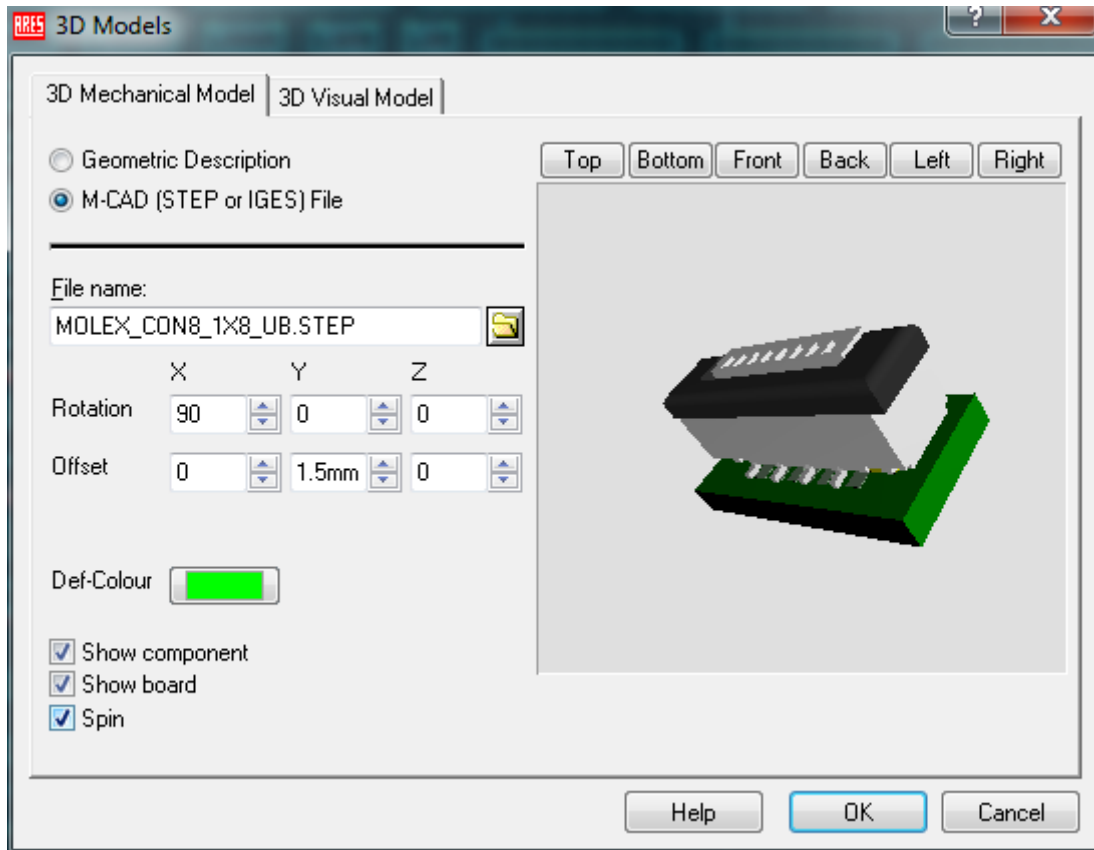 ARES 3D Models ? X
3D Mechanical Model 3D Visual Model
Geometric Description
M-CAD (STEP or IGES) File
Top Bottom Front Back Left Right
File name:
MOLEX_CON8_1X8_UB.STEP
X Y Z
Rotation 90 0 0
Offset 0 1.5mm 0
Def-Colour
Show component
Show board
Spin
Help OK Cancel